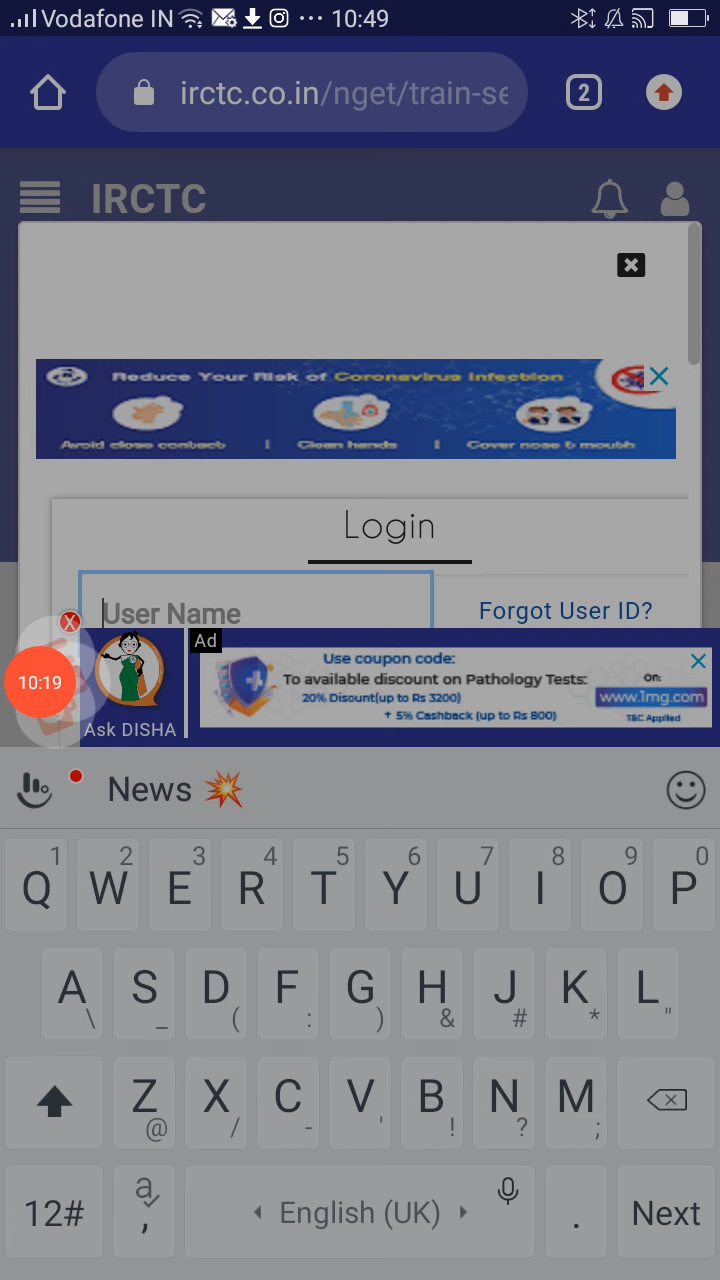 Vodafone IN ··· 10:49
irctc.co.in/nget/train-se
2
IRCTC
Reduce Your Risk of Coronavirus Infection
Avoid close contact | Clean hands | Cover nose & mouth
Login
User Name
Forgot User ID?
X
10:19
Ask DISHA
Ad
Use coupon code:
To available discount on Pathology Tests:
20% Disount(up to Rs 3200)
+ 5% Cashback (up to Rs 800)
On:
www.1mg.com
T&C Applied
News 💥
1 2 3 4 5 6 7 8 9 0
Q W E R T Y U I O P
A S D F G H J K L
\ _ ( : ) & # * "
Z X C V B N M
@ / - ' ! ? ;
12# a , English (UK) . Next